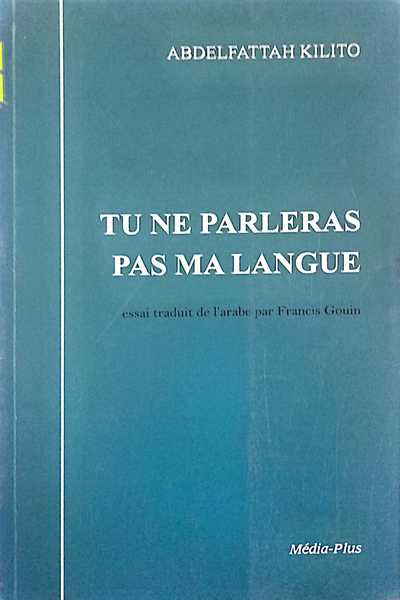 ABDELFATTAH KILITO
TU NE PARLERAS
PAS MA LANGUE
essai traduit de l'arabe par Francis Gouin
Média-Plus